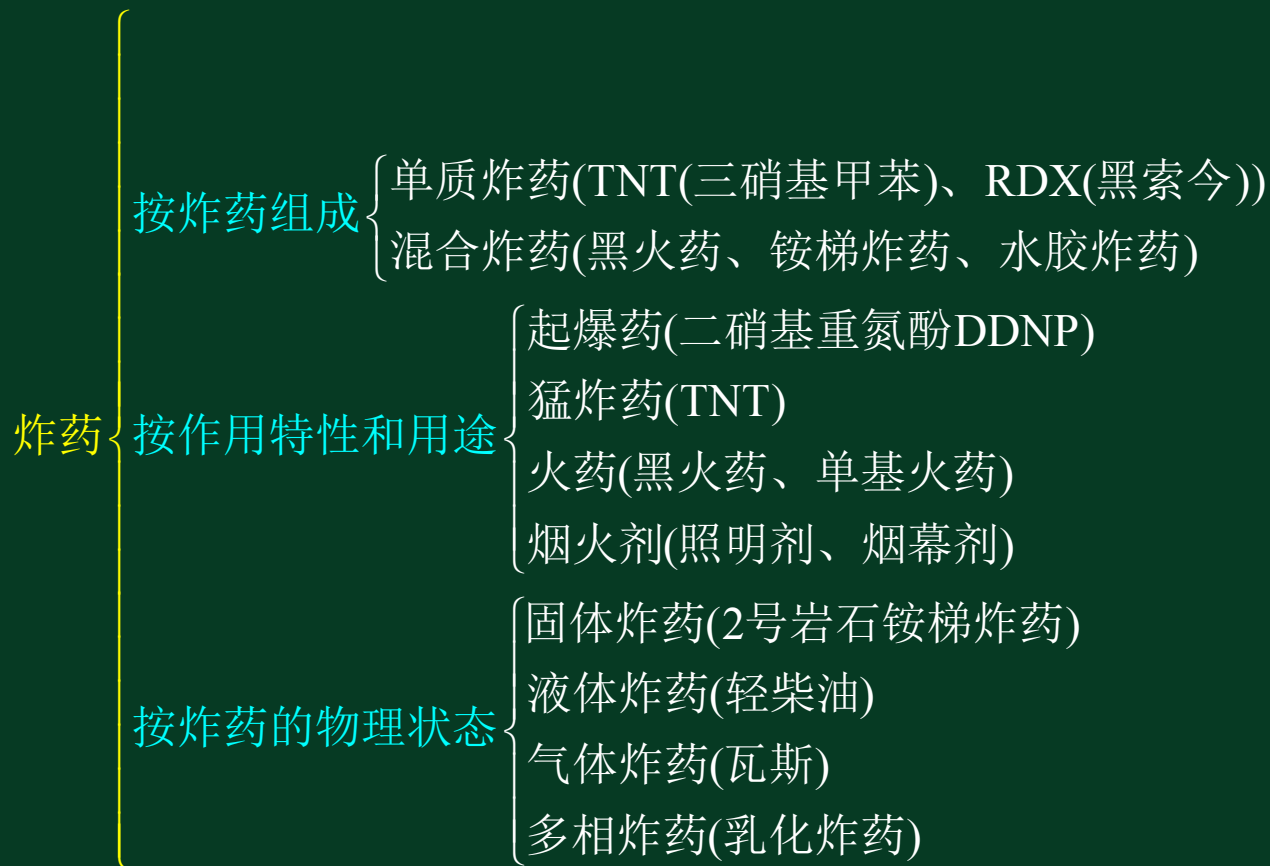 炸药
按炸药组成
单质炸药(TNT(三硝基甲苯)、RDX(黑索今))
混合炸药(黑火药、铵梯炸药、水胶炸药)
按作用特性和用途
起爆药(二硝基重氮酚DDNP)
猛炸药(TNT)
火药(黑火药、单基火药)
烟火剂(照明剂、烟幕剂)
按炸药的物理状态
固体炸药(2号岩石铵梯炸药)
液体炸药(轻柴油)
气体炸药(瓦斯)
多相炸药(乳化炸药)